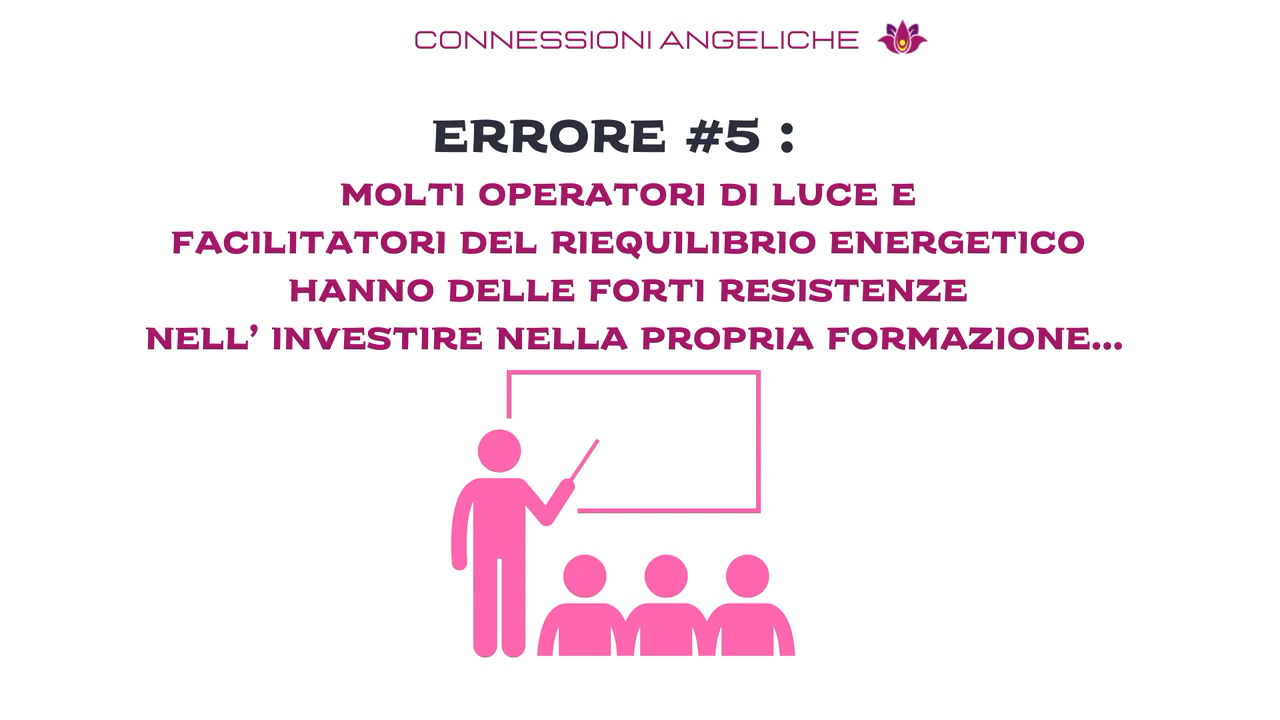 CONNESSIONI ANGELICHE
ERRORE #5 :
MOLTI OPERATORI DI LUCE E
FACILITATORI DEL RIEQUILIBRIO ENERGETICO
HANNO DELLE FORTI RESISTENZE
NELL' INVESTIRE NELLA PROPRIA FORMAZIONE...